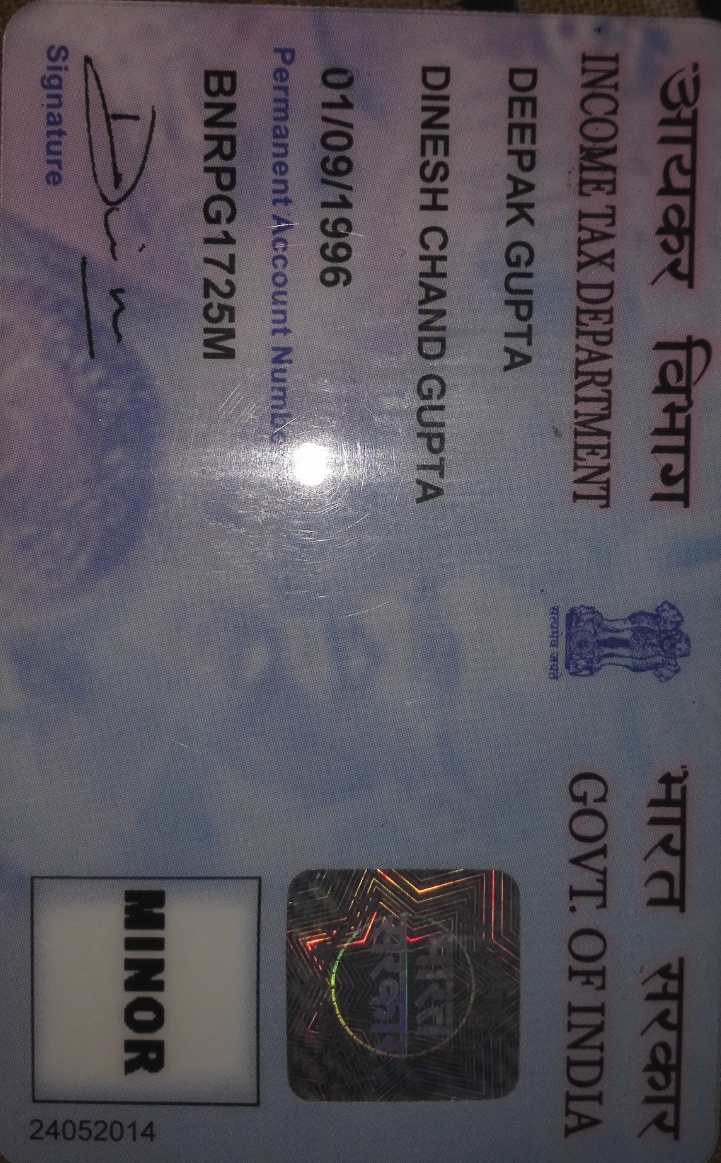 आयकर विभाग
INCOME TAX DEPARTMENT
सत्यमेव जयते
भारत सरकार
GOVT. OF INDIA
DEEPAK GUPTA
DINESH CHAND GUPTA
01/09/1996
Permanent Account Numbe
BNRPG1725M
Signature
भारत
सरकार
MINOR
24052014